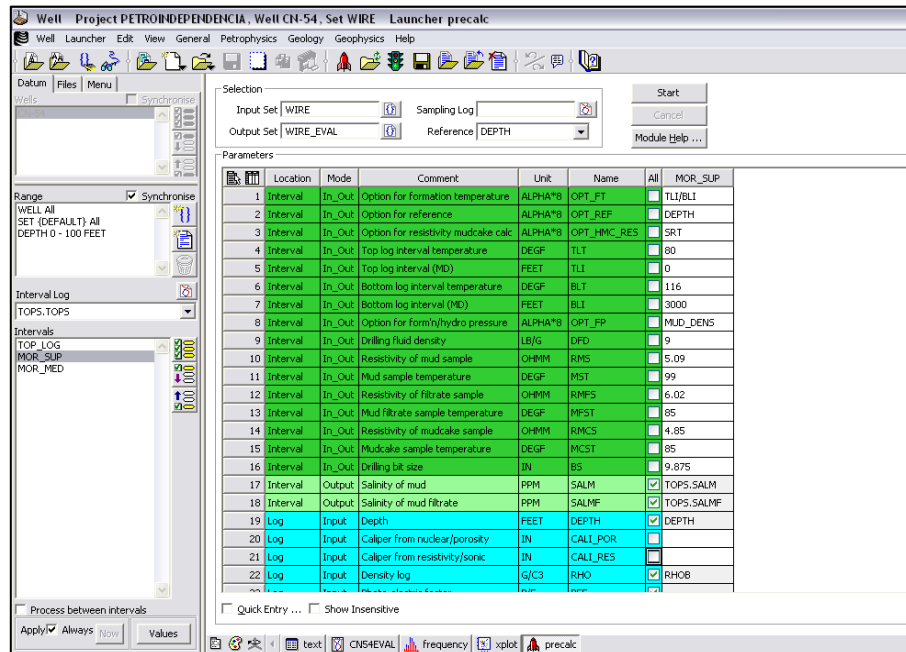 Well Project PETROINDEPENDENCIA, Well CN-54, Set WIRE Launcher precalc
Well Launcher Edit View General Petrophysics Geology Geophysics Help
Datum Files Menu
Wells Synchronise
CN-54
Range Synchronise
WELL All
SET {DEFAULT} All
DEPTH 0 - 100 FEET
Interval Log
TOPS.TOPS
Intervals
TOP_LOG
MOR_SUP
MOR_MED
Process between intervals
Apply Always Now Values
Selection
Input Set WIRE Sampling Log
Output Set WIRE_EVAL Reference DEPTH
Start
Cancel
Module Help ...
Parameters
Location Mode Comment Unit Name All MOR_SUP
1 Interval In_Out Option for formation temperature ALPHA*8 OPT_FT TLI/BLI
2 Interval In_Out Option for reference ALPHA*8 OPT_REF DEPTH
3 Interval In_Out Option for resistivity mudcake calc ALPHA*8 OPT_HMC_RES SRT
4 Interval In_Out Top log interval temperature DEGF TLT 80
5 Interval In_Out Top log interval (MD) FEET TLI 0
6 Interval In_Out Bottom log interval temperature DEGF BLT 116
7 Interval In_Out Bottom log interval (MD) FEET BLI 3000
8 Interval In_Out Option for form'n/hydro pressure ALPHA*8 OPT_FP MUD_DENS
9 Interval In_Out Drilling fluid density LB/G DFD 9
10 Interval In_Out Resistivity of mud sample OHMM RMS 5.09
11 Interval In_Out Mud sample temperature DEGF MST 99
12 Interval In_Out Resistivity of filtrate sample OHMM RMFS 6.02
13 Interval In_Out Mud filtrate sample temperature DEGF MFST 85
14 Interval In_Out Resistivity of mudcake sample OHMM RMCS 4.85
15 Interval In_Out Mudcake sample temperature DEGF MCST 85
16 Interval In_Out Drilling bit size IN BS 9.875
17 Interval Output Salinity of mud PPM SALM TOPS.SALM
18 Interval Output Salinity of mud filtrate PPM SALMF TOPS.SALMF
19 Log Input Depth FEET DEPTH DEPTH
20 Log Input Caliper from nuclear/porosity IN CALI_POR
21 Log Input Caliper from resistivity/sonic IN CALI_RES
22 Log Input Density log G/C3 RHO RHOB
Quick Entry ... Show Insensitive
text CN54EVAL frequency xplot precalc